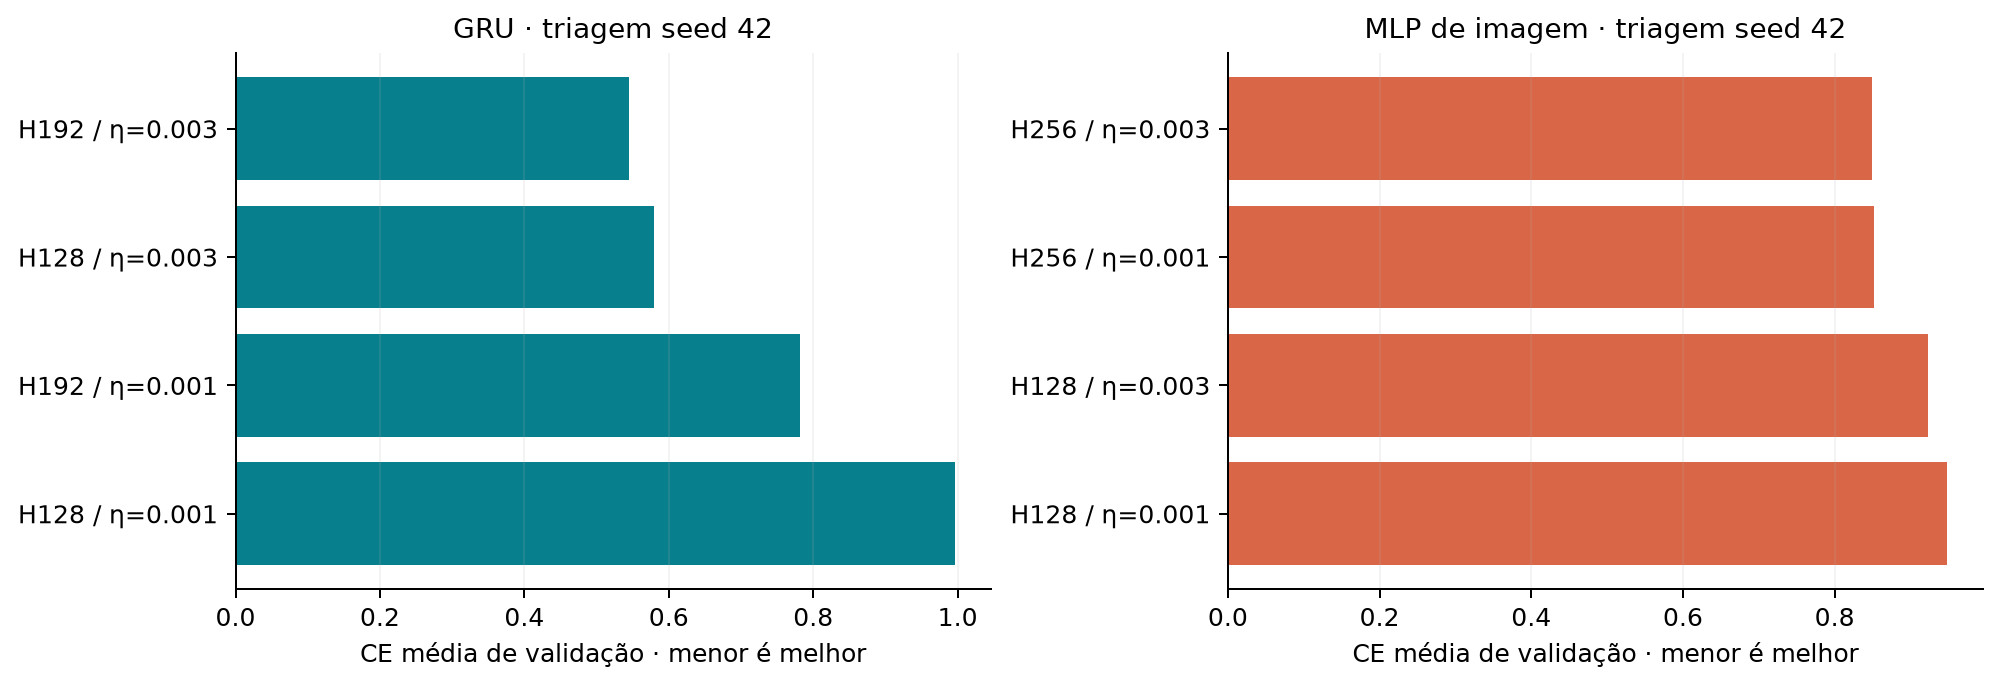 GRU · triagem seed 42
H192 / η=0.003
H128 / η=0.003
H192 / η=0.001
H128 / η=0.001
0.0 0.2 0.4 0.6 0.8 1.0
CE média de validação · menor é melhor
MLP de imagem · triagem seed 42
H256 / η=0.003
H256 / η=0.001
H128 / η=0.003
H128 / η=0.001
0.0 0.2 0.4 0.6 0.8
CE média de validação · menor é melhor